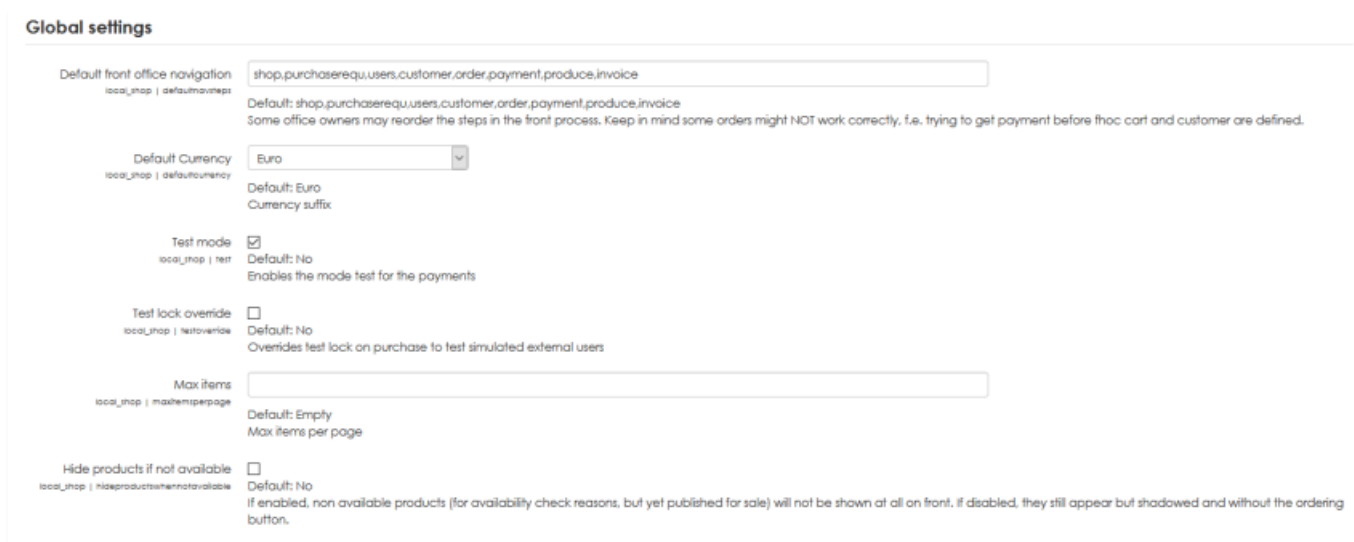 Global settings
Default front office navigation
shop,purchaserequ,users,customer,order,payment,produce,invoice
local_shop | defaultnavsteps
Default: shop,purchaserequ,users,customer,order,payment,produce,invoice
Some office owners may reorder the steps in the front process. Keep in mind some orders might NOT work correctly, f.e. trying to get payment before fhoc cart and customer are defined.
Default Currency
Euro
local_shop | defaultcurrency
Default: Euro
Currency suffix
Test mode
local_shop | test
Default: No
Enables the mode test for the payments
Test lock override
local_shop | testoverride
Default: No
Overrides test lock on purchase to test simulated external users
Max items
local_shop | maxitemsperpage
Default: Empty
Max items per page
Hide products if not available
local_shop | hideproductswhennotavailable
Default: No
If enabled, non available products (for availability check reasons, but yet published for sale) will not be shown at all on front. If disabled, they still appear but shadowed and without the ordering
button.